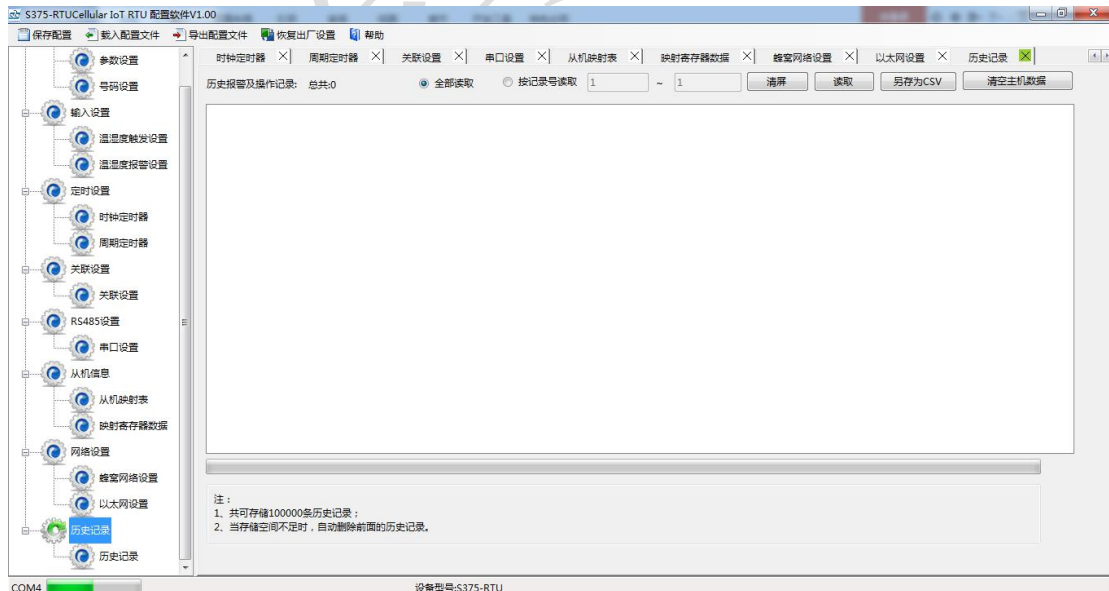 S375-RTUCellular IoT RTU 配置软件V1.00
保存配置 载入配置文件 导出配置文件 恢复出厂设置 帮助
参数设置
号码设置
输入设置
温湿度触发设置
温湿度报警设置
定时设置
时钟定时器
周期定时器
关联设置
关联设置
RS485设置
串口设置
从机信息
从机映射表
映射寄存器数据
网络设置
蜂窝网络设置
以太网设置
历史记录
历史记录
时钟定时器 周期定时器 关联设置 串口设置 从机映射表 映射寄存器数据 蜂窝网络设置 以太网设置 历史记录
历史报警及操作记录: 总共:0 全部读取 按记录号读取 1 ~ 1 清屏 读取 另存为CSV 清空主机数据
注：
1、共可存储100000条历史记录；
2、当存储空间不足时，自动删除前面的历史记录。
COM4 设备型号:S375-RTU